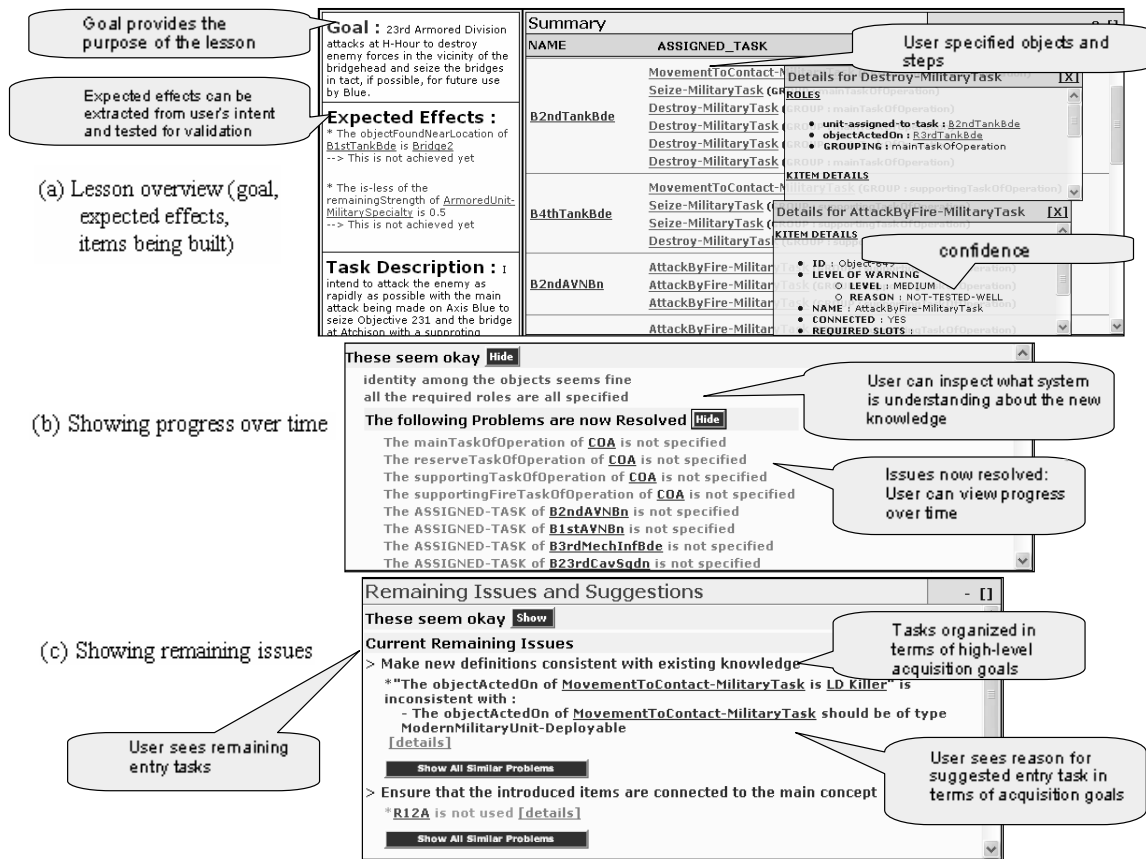 Goal provides the
purpose of the lesson
Expected effects can be
extracted from user's intent
and tested for validation
(a) Lesson overview (goal,
expected effects,
items being built)
Goal : 23rd Armored Division
attacks at H-Hour to destroy
enemy forces in the vicinity of the
bridgehead and seize the bridges
in tact, if possible, for future use
by Blue.
Expected Effects :
* The objectFoundNearLocation of
B1stTankBde is Bridge2
--> This is not achieved yet
* The is-less of the
remainingStrength of ArmoredUnit-
MilitarySpecialty is 0.5
--> This is not achieved yet
Task Description : I
intend to attack the enemy as
rapidly as possible with the main
attack being made on Axis Blue to
seize Objective 231 and the bridge
at Atchison with a supporting
Summary
NAME ASSIGNED_TASK
B2ndTankBde
MovementToContact-M
Seize-MilitaryTask (GR
Destroy-MilitaryTask (
Destroy-MilitaryTask (
Destroy-MilitaryTask (
Destroy-MilitaryTask (
B4thTankBde
MovementToContact-M
Seize-MilitaryTask (GROUP : supportingTaskOfOperation)
Seize-MilitaryTask (
Destroy-MilitaryTask (
B2ndAVNBn
AttackByFire-MilitaryT
AttackByFire-MilitaryT
AttackByFire-MilitaryT
AttackByFire-MilitaryT
User specified objects and
steps
Details for Destroy-MilitaryTask [X]
ROLES
• unit-assigned-to-task : B2ndTankBde
• objectActedOn : R3rdTankBde
• GROUPING : mainTaskOfOperation
KITEM DETAILS
Details for AttackByFire-MilitaryTask [X]
KITEM DETAILS
confidence
• ID : Object-
• LEVEL OF WARNING
○ LEVEL : MEDIUM
○ REASON : NOT-TESTED-WELL
• NAME : AttackByFire-MilitaryTask
• CONNECTED : YES
• REQUIRED SLOTS :
(b) Showing progress over time
These seem okay Hide
identity among the objects seems fine
all the required roles are all specified
The following Problems are now Resolved Hide
The mainTaskOfOperation of COA is not specified
The reserveTaskOfOperation of COA is not specified
The supportingTaskOfOperation of COA is not specified
The supportingFireTaskOfOperation of COA is not specified
The ASSIGNED-TASK of B2ndAVNBn is not specified
The ASSIGNED-TASK of B1stAVNBn is not specified
The ASSIGNED-TASK of B3rdMechInfBde is not specified
The ASSIGNED-TASK of B23rdCavSqdn is not specified
User can inspect what system
is understanding about the new
knowledge
Issues now resolved:
User can view progress
over time
(c) Showing remaining issues
Remaining Issues and Suggestions - []
These seem okay Show
Current Remaining Issues
> Make new definitions consistent with existing knowledge
*"The objectActedOn of MovementToContact-MilitaryTask is LD Killer" is
inconsistent with :
- The objectActedOn of MovementToContact-MilitaryTask should be of type
ModernMilitaryUnit-Deployable
[details]
Show All Similar Problems
> Ensure that the introduced items are connected to the main concept
*R12A is not used [details]
Show All Similar Problems
Tasks organized in
terms of high-level
acquisition goals
User sees remaining
entry tasks
User sees reason for
suggested entry task in
terms of acquisition goals